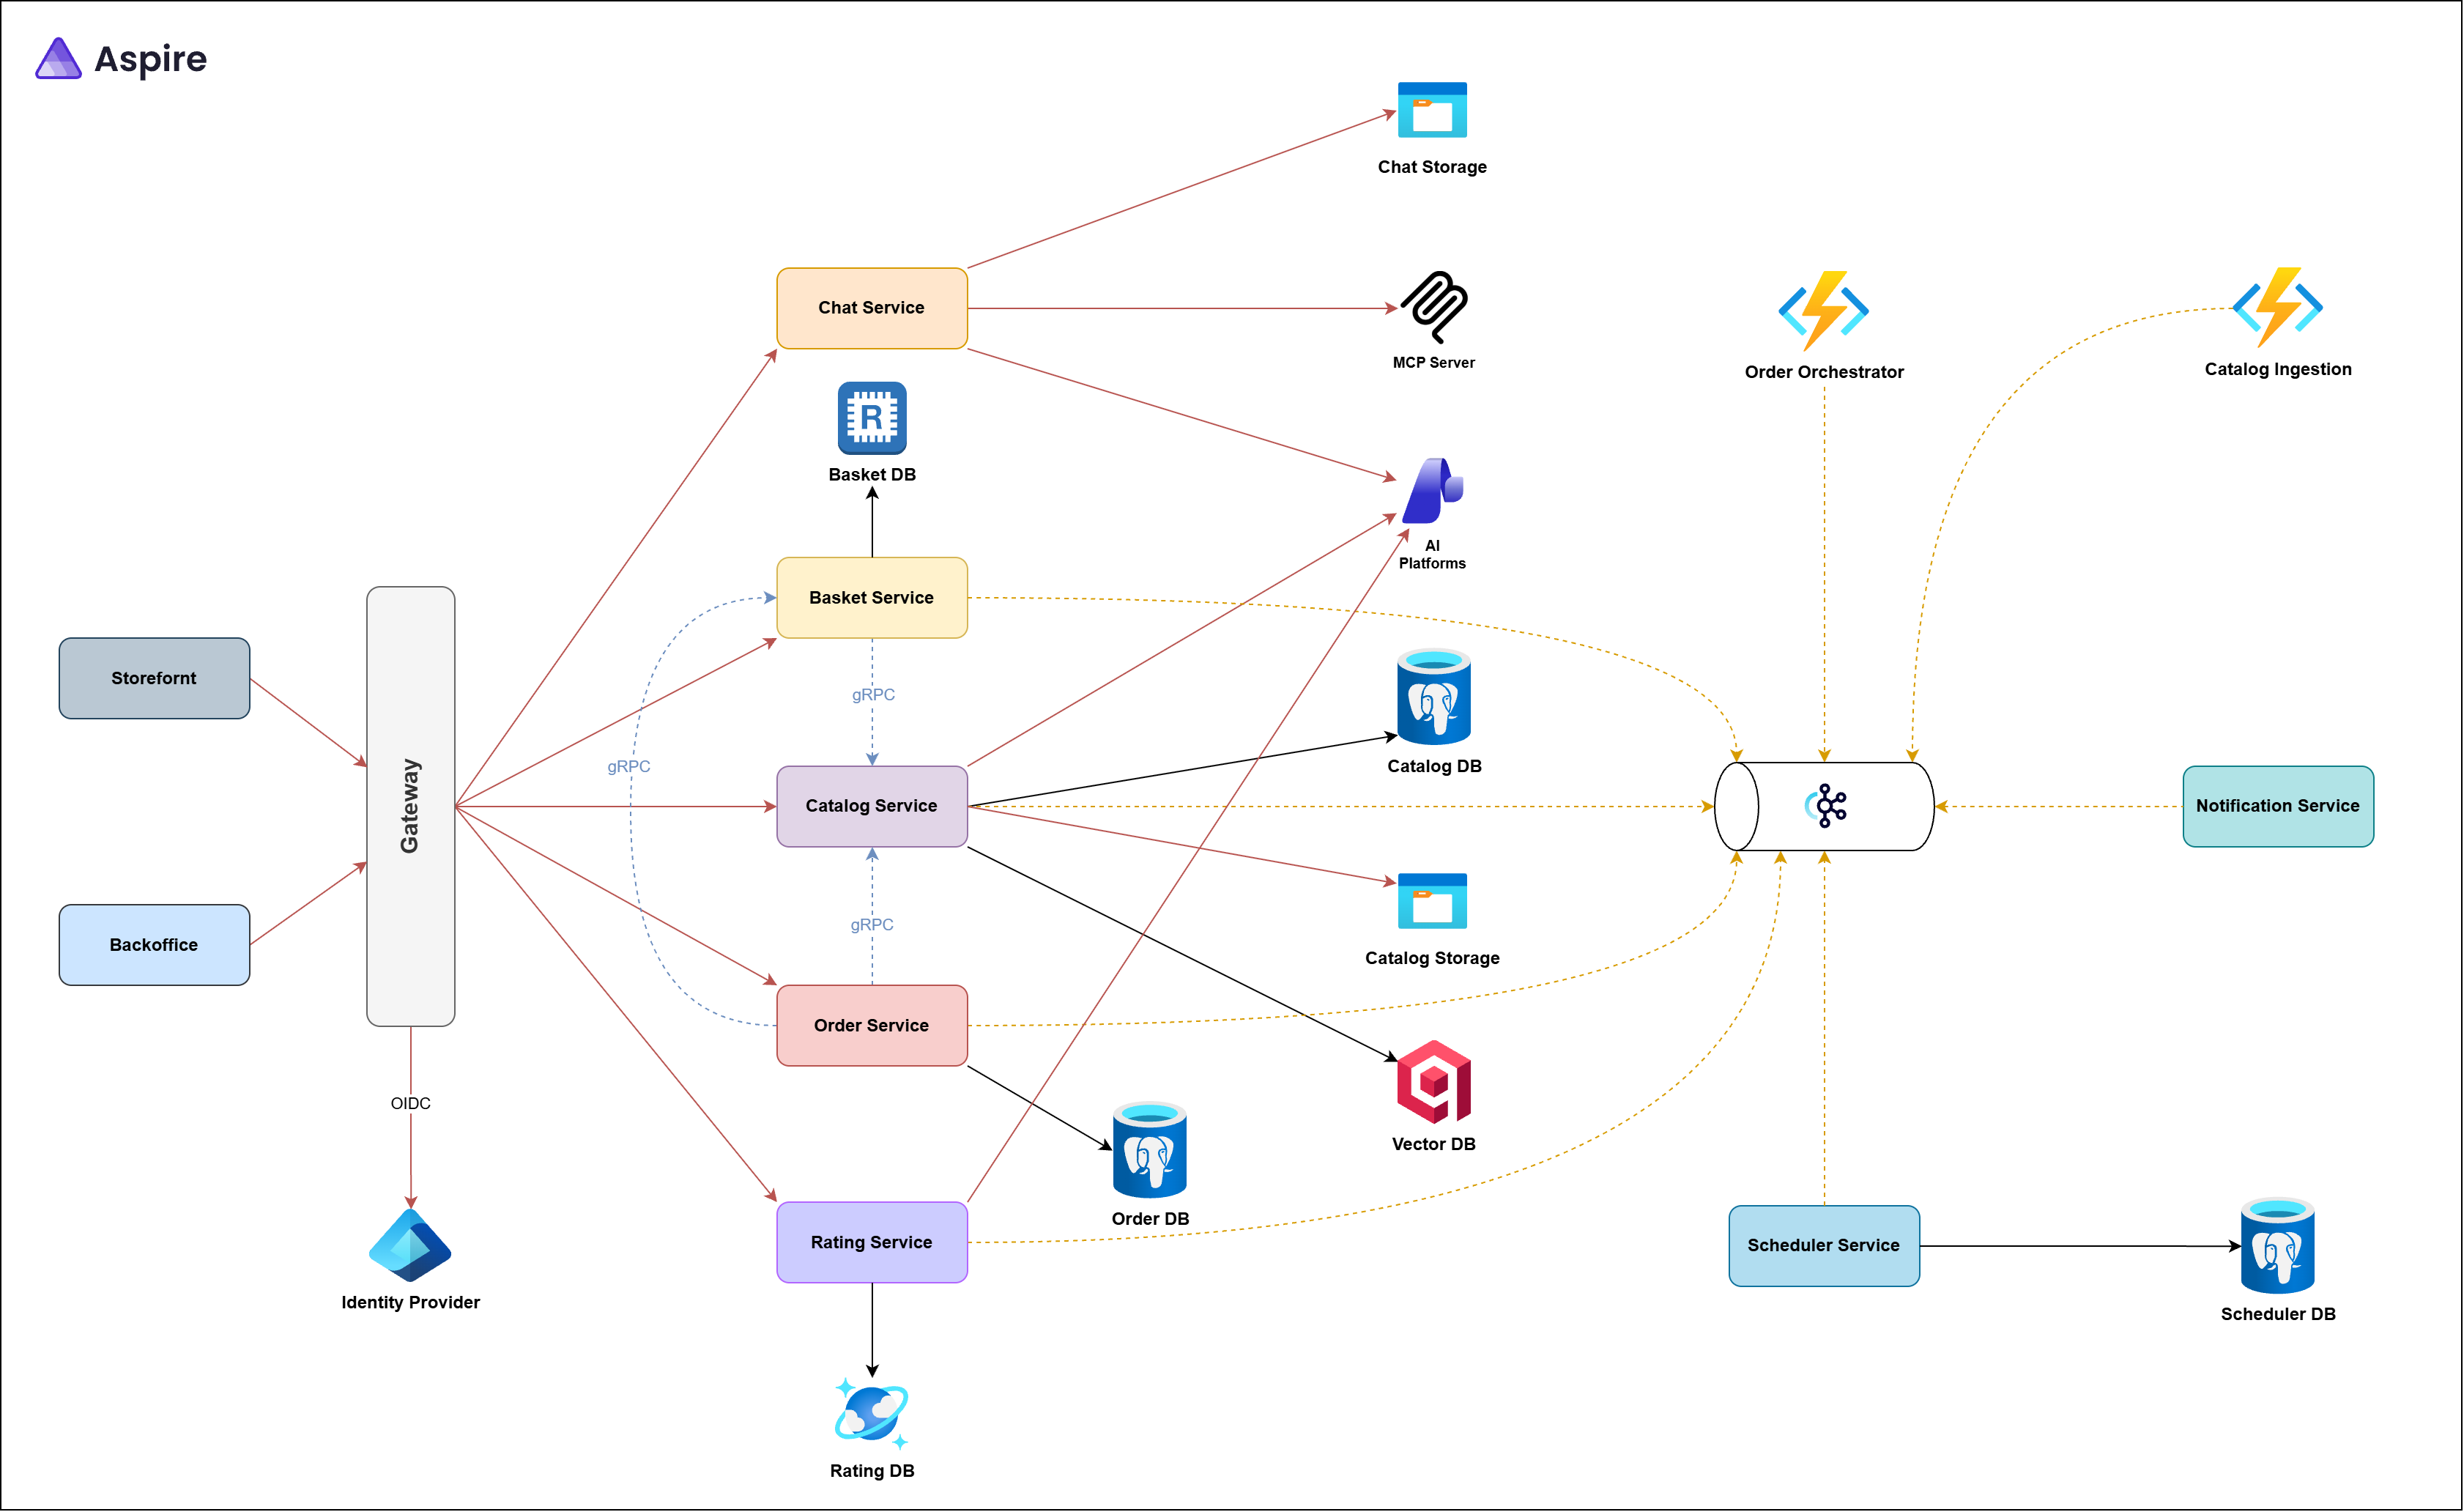 Aspire
Chat Storage
Chat Service
MCP Server
Order Orchestrator
Catalog Ingestion
R
Basket DB
AI
Platforms
Basket Service
Storefornt
gRPC
gRPC
Catalog DB
Gateway
Catalog Service
Notification Service
gRPC
Backoffice
Catalog Storage
Order Service
OIDC
Vector DB
Order DB
Rating Service
Scheduler Service
Identity Provider
Scheduler DB
Rating DB